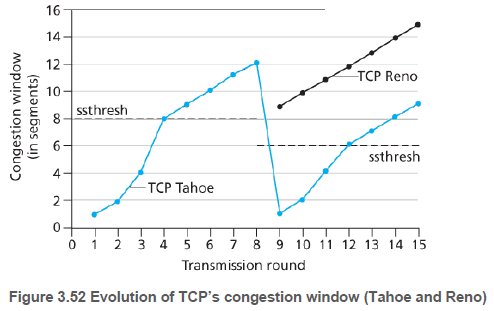 16
14
12
10
8
6
4
2
0
Congestion window
(in segments)
ssthresh
TCP Reno
ssthresh
TCP Tahoe
0 1 2 3 4 5 6 7 8 9 10 11 12 13 14 15
Transmission round
Figure 3.52 Evolution of TCP's congestion window (Tahoe and Reno)